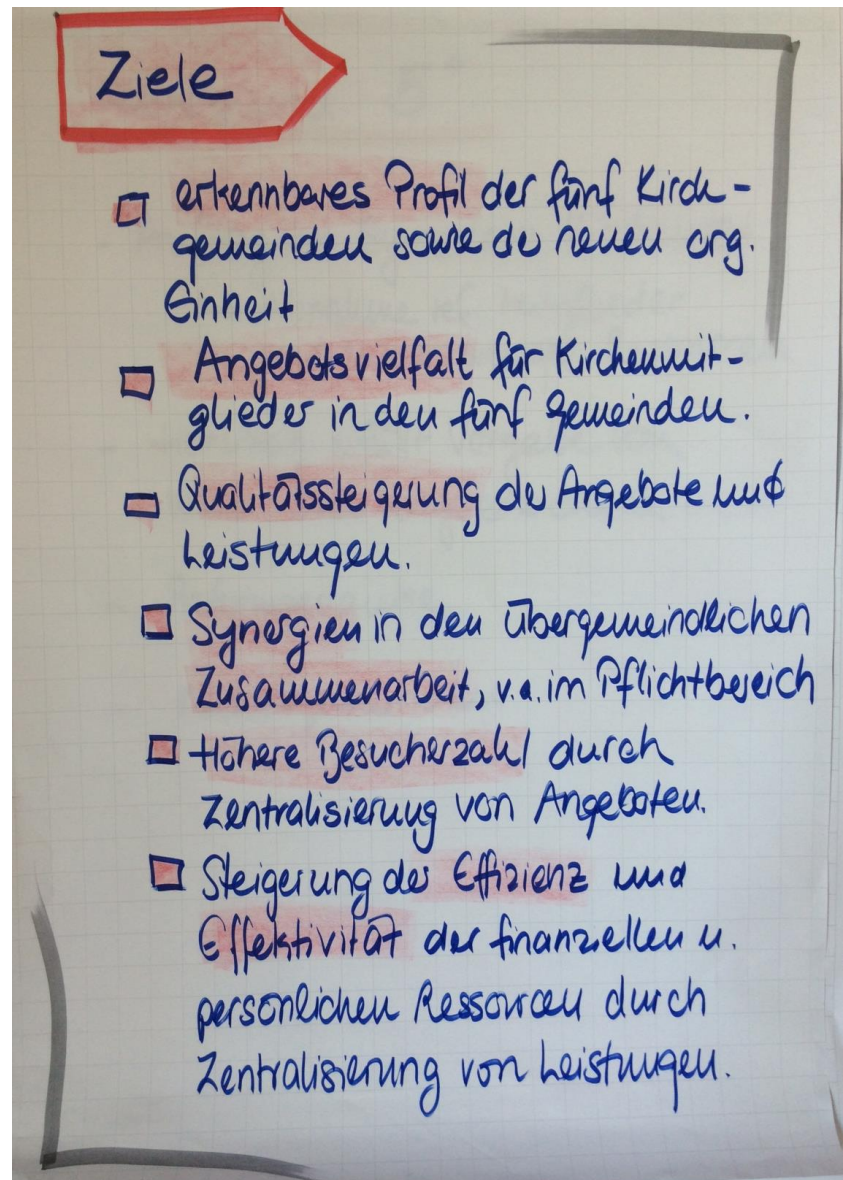 Ziele
erkennbares Profil der fünf Kirch-
gemeinden sowie der neuen org.
Einheit
Angebotsvielfalt für Kirchenmit-
glieder in den fünf Gemeinden.
Qualitätssteigerung der Angebote und
Leistungen.
Synergien in den übergemeindlichen
Zusammenarbeit, v.a. im Pflichtbereich
Höhere Besucherzahl durch
Zentralisierung von Angeboten.
Steigerung der Effizienz und
Effektivität der finanziellen u.
persönlichen Ressourcen durch
Zentralisierung von Leistungen.